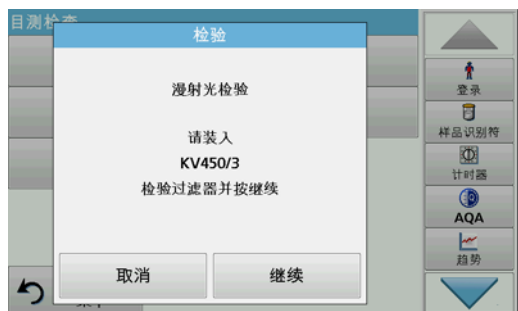 目测检查
检验
漫射光检验
请装入
KV450/3
检验过滤器并按继续
取消
继续
登录
样品识别符
计时器
AQA
趋势